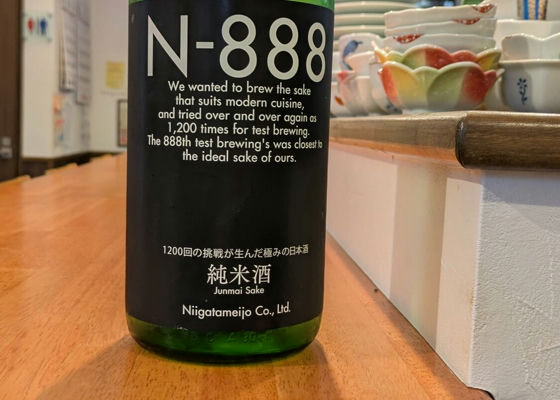 N-888
We wanted to brew the sake
that suits modern cuisine,
and tried over and over again as
1,200 times for test brewing.
The 888th test brewing's was closest to
the ideal sake of ours.
1200回の挑戦が生んだ極みの日本酒
純米酒
Junmai Sake
Niigatameijo Co., Ltd.